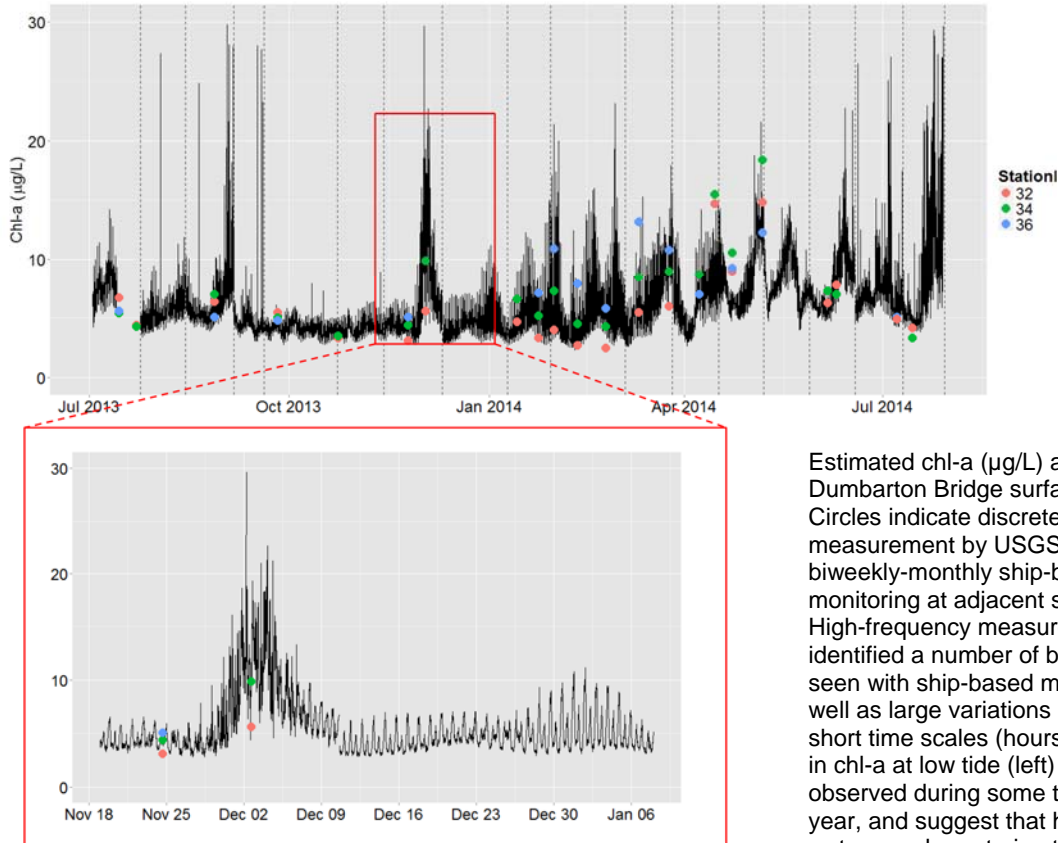 30
20
10
0
Chl-a (µg/L)
Jul 2013
Oct 2013
Jan 2014
Apr 2014
Jul 2014
StationI
32
34
36
30
20
10
0
Nov 18
Nov 25
Dec 02
Dec 09
Dec 16
Dec 23
Dec 30
Jan 06
Estimated chl-a (µg/L) a
Dumbarton Bridge surfa
Circles indicate discrete
measurement by USGS
biweekly-monthly ship-b
monitoring at adjacent s
High-frequency measur
identified a number of b
seen with ship-based m
well as large variations
short time scales (hours
in chl-a at low tide (left)
observed during some t
year, and suggest that h